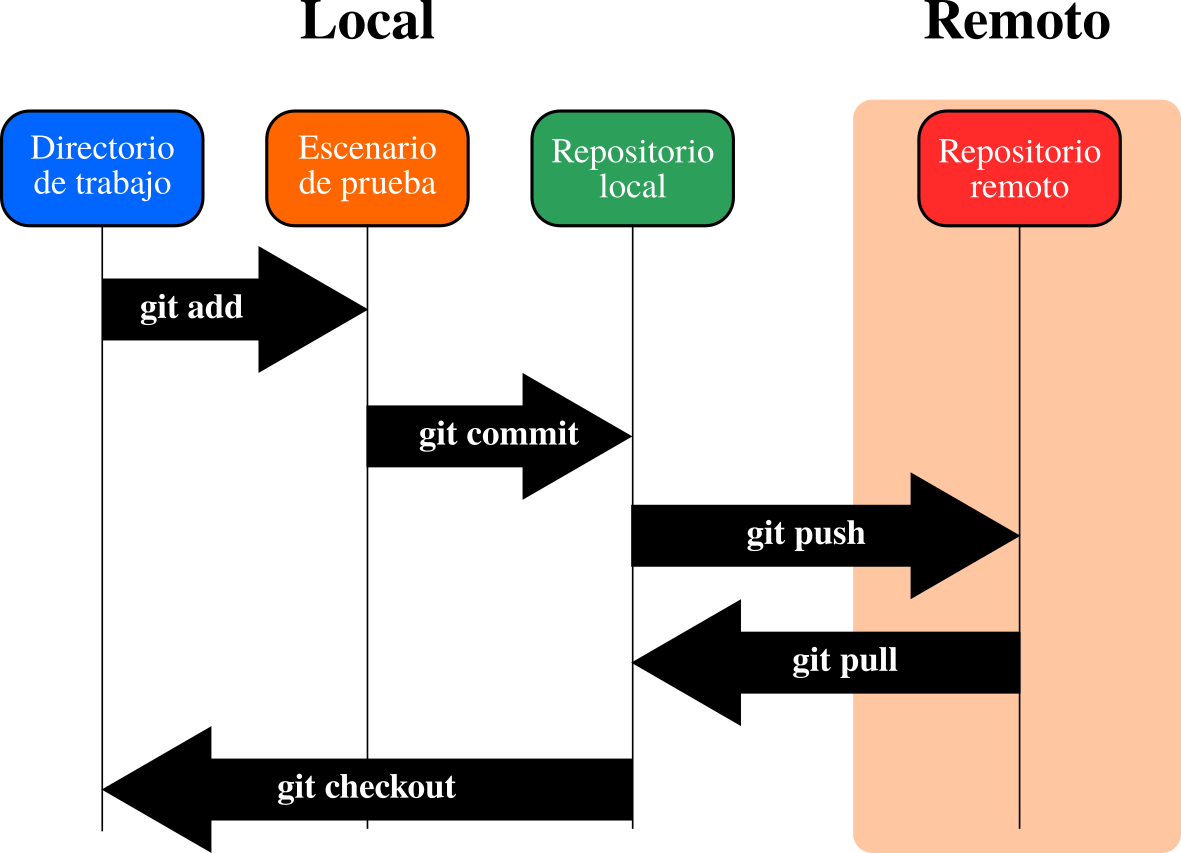 Local
Remoto
Directorio
de trabajo
Escenario
de prueba
Repositorio
local
Repositorio
remoto
git add
git commit
git push
git pull
git checkout